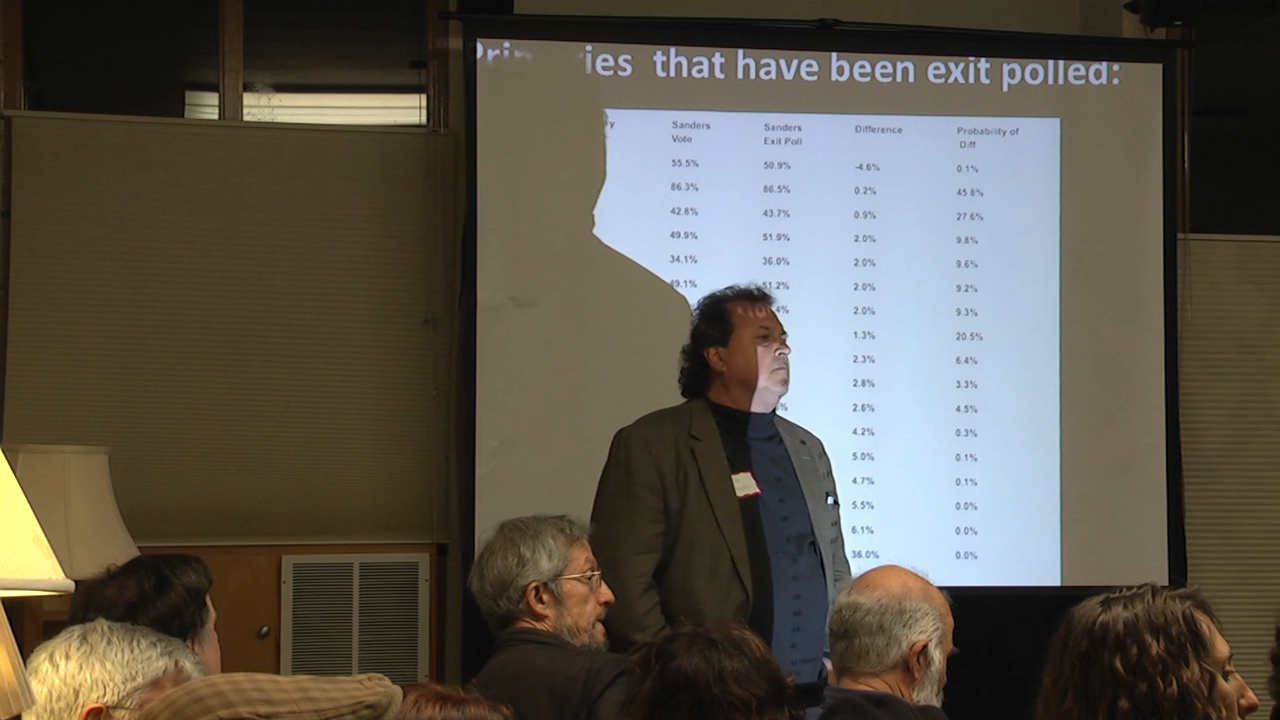 ies that have been exit polled:
Sanders Vote Sanders Exit Poll Difference Probability of Diff
55.5% 50.9% -4.6% 0.1%
86.3% 86.5% 0.2% 45.8%
42.8% 43.7% 0.9% 27.6%
49.9% 51.9% 2.0% 9.8%
34.1% 36.0% 2.0% 9.6%
49.1% 51.2% 2.0% 9.2%
2.0% 9.3%
1.3% 20.5%
2.3% 6.4%
2.8% 3.3%
2.6% 4.5%
4.2% 0.3%
5.0% 0.1%
4.7% 0.1%
5.5% 0.0%
6.1% 0.0%
36.0% 0.0%